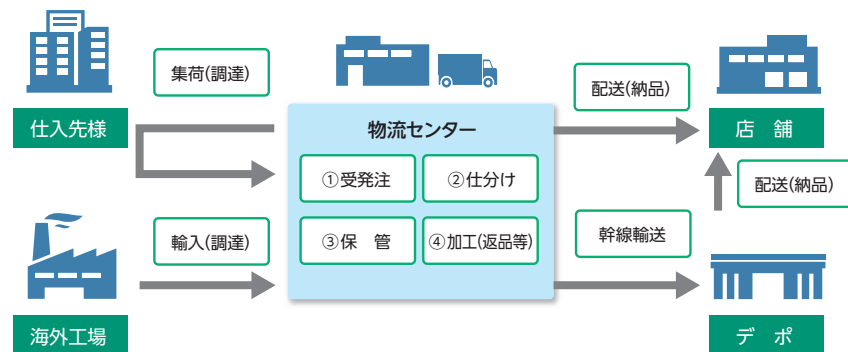 集荷(調達)
配送(納品)
仕入先様
物流センター
店　舗
①受発注
②仕分け
配送(納品)
輸入(調達)
③保　管
④加工(返品等)
幹線輸送
海外工場
デ　ポ